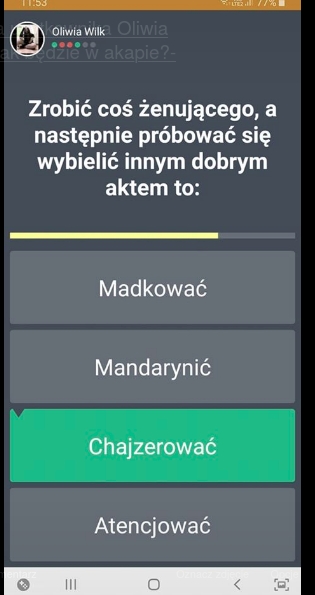 11:53
77%
Oliwia
Oliwia Wilk
będzie w akapie?-
Zrobić coś żenującego, a
następnie próbować się
wybielić innym dobrym
aktem to:
Madkować
Mandarynić
Chajzerować
Atencjować